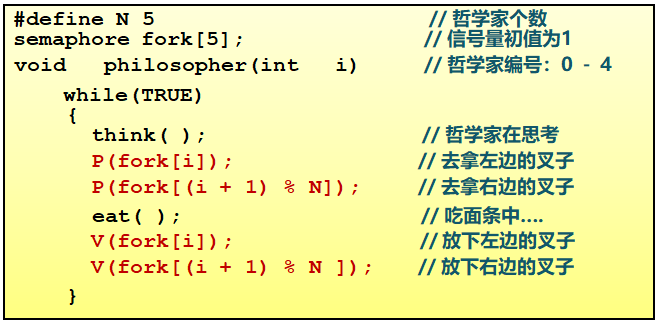 #define N 5 // 哲学家个数
semaphore fork[5]; // 信号量初值为1
void philosopher(int i) // 哲学家编号：0 - 4
while(TRUE)
{
think( ); // 哲学家在思考
P(fork[i]); // 去拿左边的叉子
P(fork[(i + 1) % N]); // 去拿右边的叉子
eat( ); // 吃面条中….
V(fork[i]); // 放下左边的叉子
V(fork[(i + 1) % N ]); // 放下右边的叉子
}